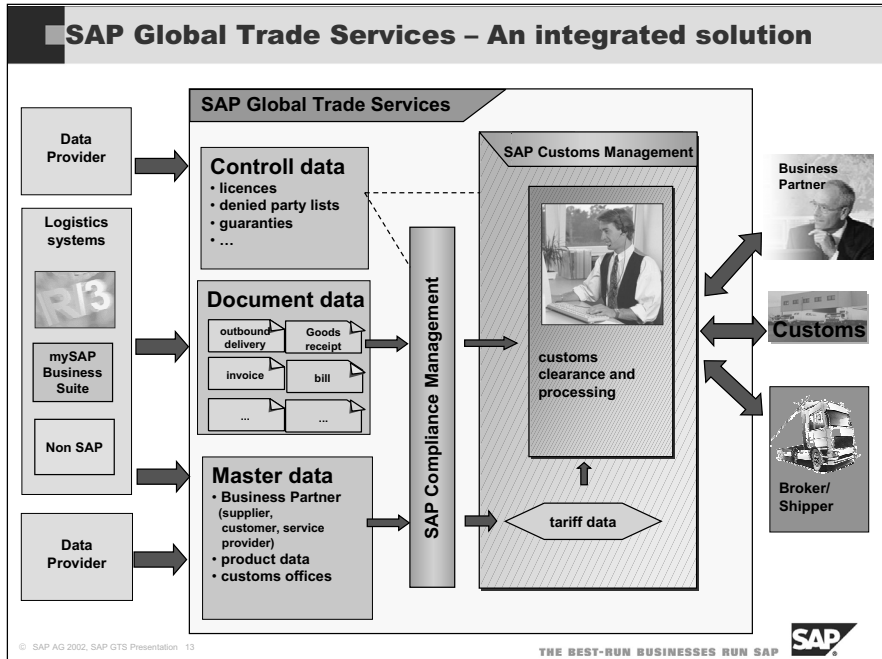 SAP Global Trade Services – An integrated solution
Data
Provider
Logistics
systems
R/3
mySAP
Business
Suite
Non SAP
Data
Provider
SAP Global Trade Services
Controll data
• licences
• denied party lists
• guaranties
• ...
Document data
outbound
delivery
Goods
receipt
invoice
bill
...
...
Master data
• Business Partner
(supplier,
customer, service
provider)
• product data
• customs offices
SAP Compliance Management
SAP Customs Management
customs
clearance and
processing
tariff data
Business
Partner
Customs
Broker/
Shipper
© SAP AG 2002, SAP GTS Presentation 13
THE BEST-RUN BUSINESSES RUN SAP
SAP®